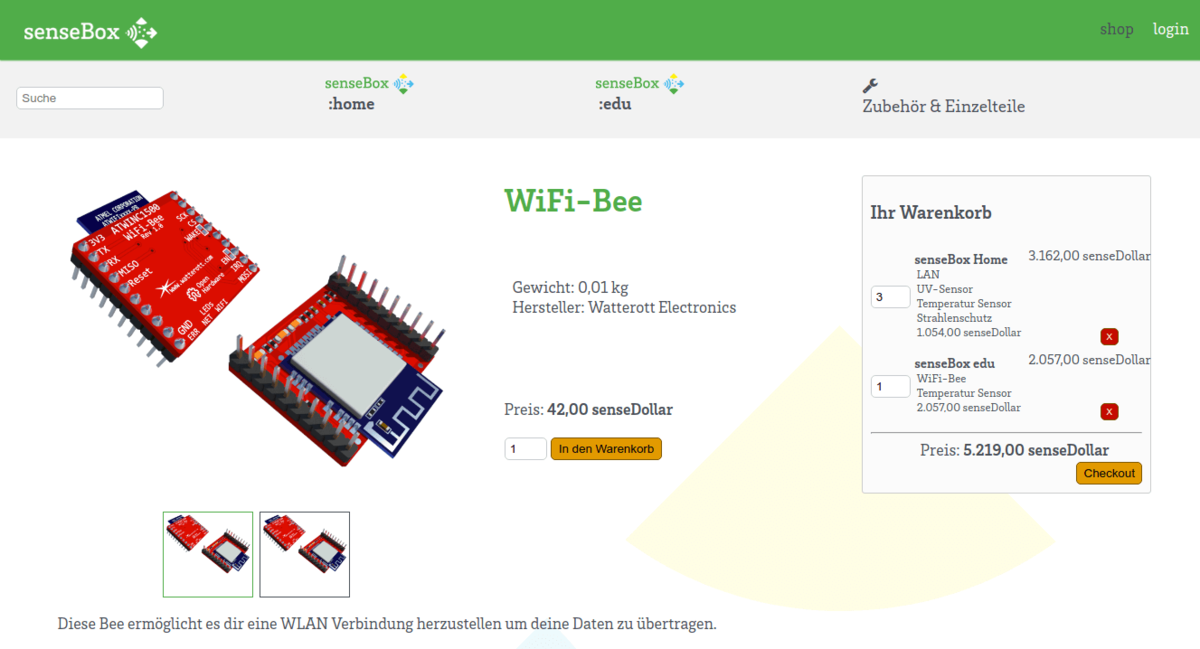 senseBox
shop
login
Suche
senseBox
:home
senseBox
:edu
Zubehör & Einzelteile
ATMEL CORPORATION
ATWINC1500
WiFi-Bee
Rev 1.0
3V3
TX
RX
MISO
Reset
GND
ERR
NET
WIFI
LEDs
SCK
CS
WAKE
EN
IRQ
MOSI
www.watterott.com
Open
Hardware
WiFi-Bee
Gewicht: 0,01 kg
Hersteller: Watterott Electronics
Preis: 42,00 senseDollar
1
In den Warenkorb
Ihr Warenkorb
senseBox Home
3.162,00 senseDollar
LAN
3
UV-Sensor
Temperatur Sensor
Strahlenschutz
1.054,00 senseDollar
x
senseBox edu
2.057,00 senseDollar
WiFi-Bee
1
Temperatur Sensor
2.057,00 senseDollar
x
Preis: 5.219,00 senseDollar
Checkout
Diese Bee ermöglicht es dir eine WLAN Verbindung herzustellen um deine Daten zu übertragen.